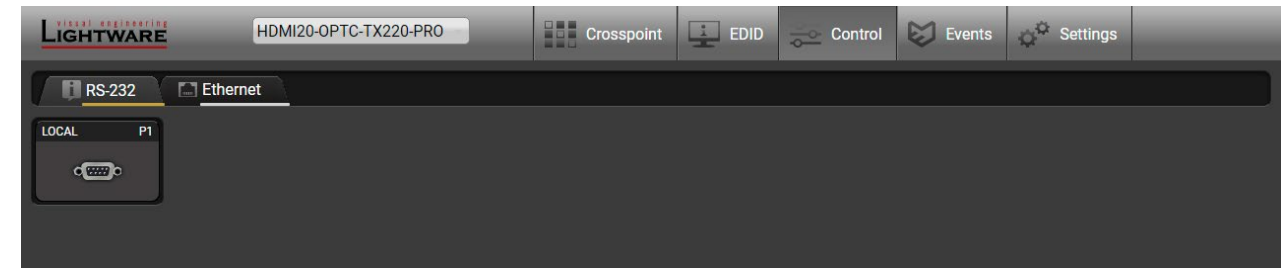 visual engineering
LIGHTWARE
HDMI20-OPTC-TX220-PRO
Crosspoint
EDID
Control
Events
Settings
RS-232
Ethernet
LOCAL P1